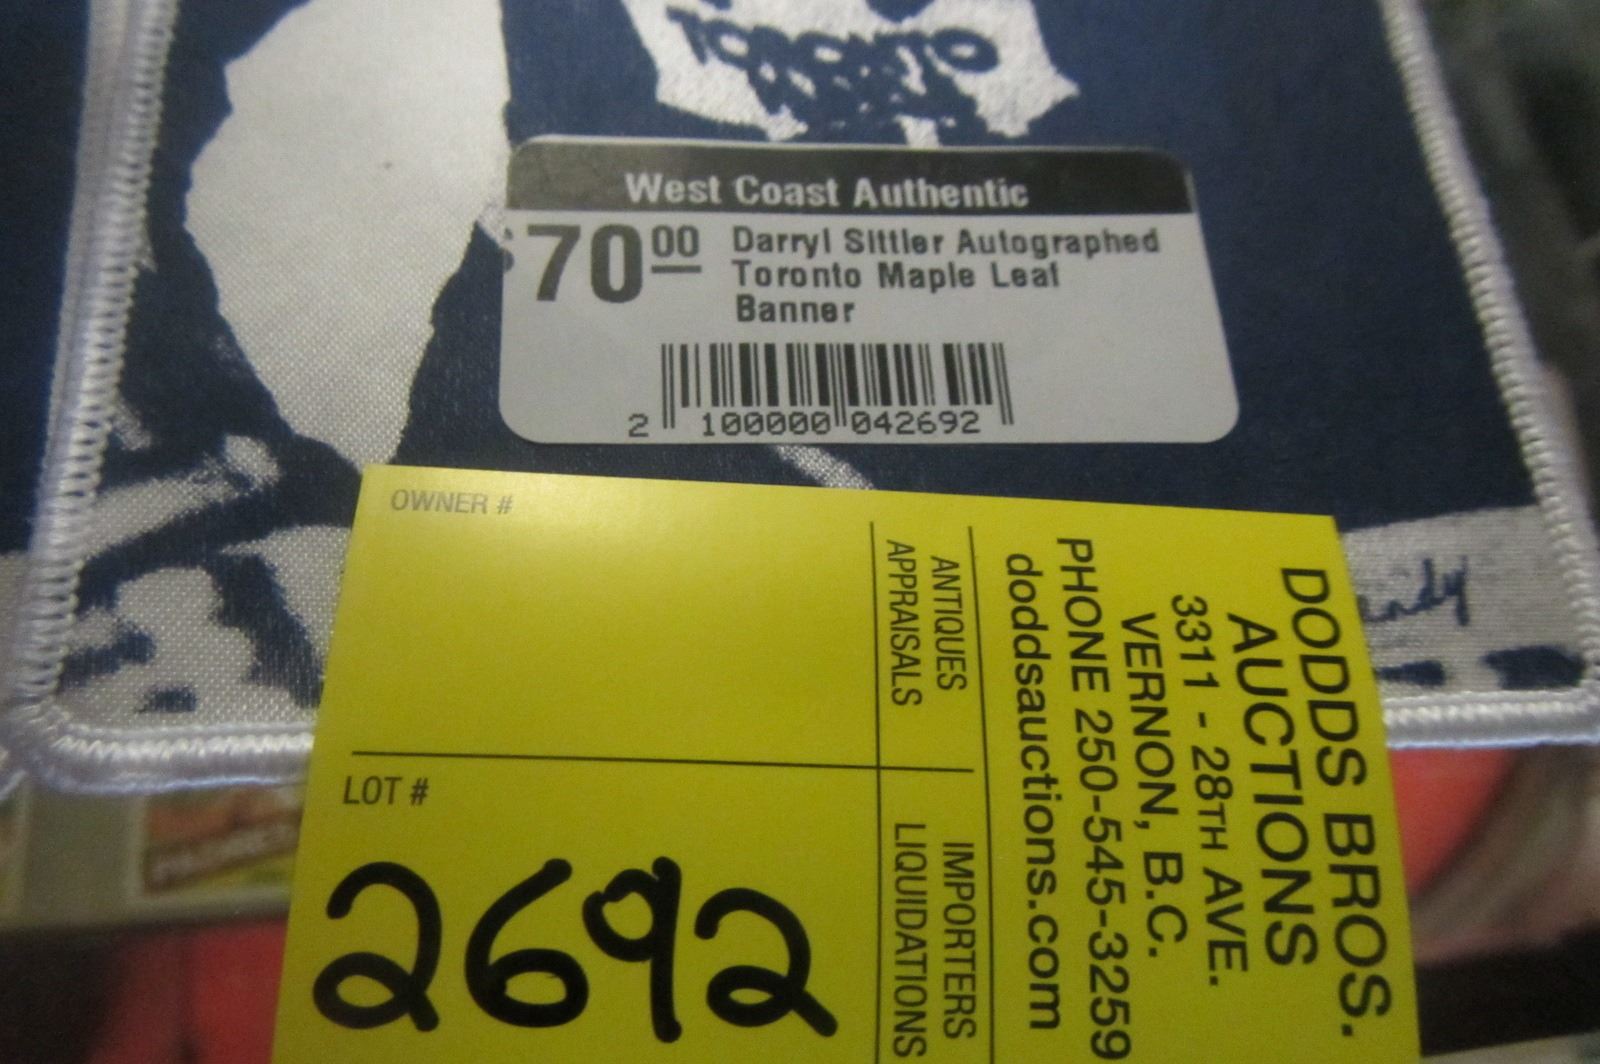 TORONTO
West Coast Authentic
$70.00 Darryl Sittler Autographed
Toronto Maple Leaf
Banner
2 100000 042692
OWNER #
LOT #
2692
ANTIQUES
APPRAISALS
IMPORTERS
LIQUIDATIONS
DODDS BROS.
AUCTIONS
3311 - 28TH AVE.
VERNON, B.C.
PHONE 250-545-3259
doddsauctions.com